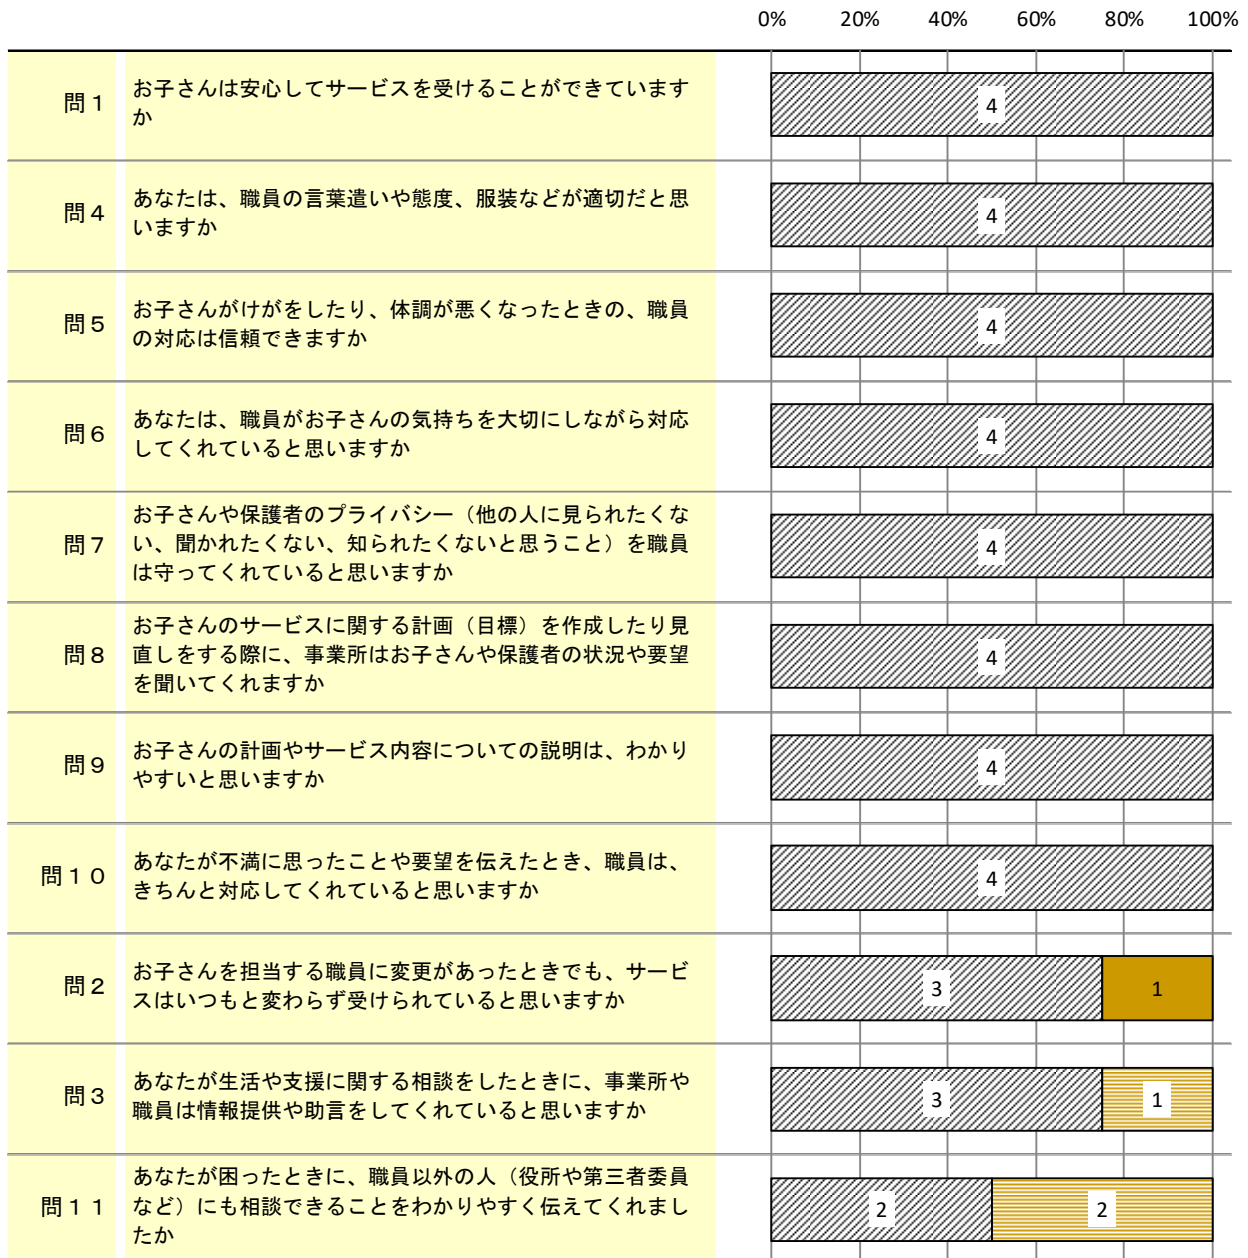 0% 20% 40% 60% 80% 100%
問1
お子さんは安心してサービスを受けることができています
か
4
問4
あなたは、職員の言葉遣いや態度、服装などが適切だと思
いますか
4
問5
お子さんがけがをしたり、体調が悪くなったときの、職員
の対応は信頼できますか
4
問6
あなたは、職員がお子さんの気持ちを大切にしながら対応
してくれていると思いますか
4
問7
お子さんや保護者のプライバシー（他の人に見られたくな
い、聞かれたくない、知られたくないと思うこと）を職員
は守ってくれていると思いますか
4
問8
お子さんのサービスに関する計画（目標）を作成したり見
直しをする際に、事業所はお子さんや保護者の状況や要望
を聞いてくれますか
4
問9
お子さんの計画やサービス内容についての説明は、わかり
やすいと思いますか
4
問10
あなたが不満に思ったことや要望を伝えたとき、職員は、
きちんと対応してくれていると思いますか
4
問2
お子さんを担当する職員に変更があったときでも、サービ
スはいつもと変わらず受けられていると思いますか
3 1
問3
あなたが生活や支援に関する相談をしたときに、事業所や
職員は情報提供や助言をしてくれていると思いますか
3 1
問11
あなたが困ったときに、職員以外の人（役所や第三者委員
など）にも相談できることをわかりやすく伝えてくれまし
たか
2 2